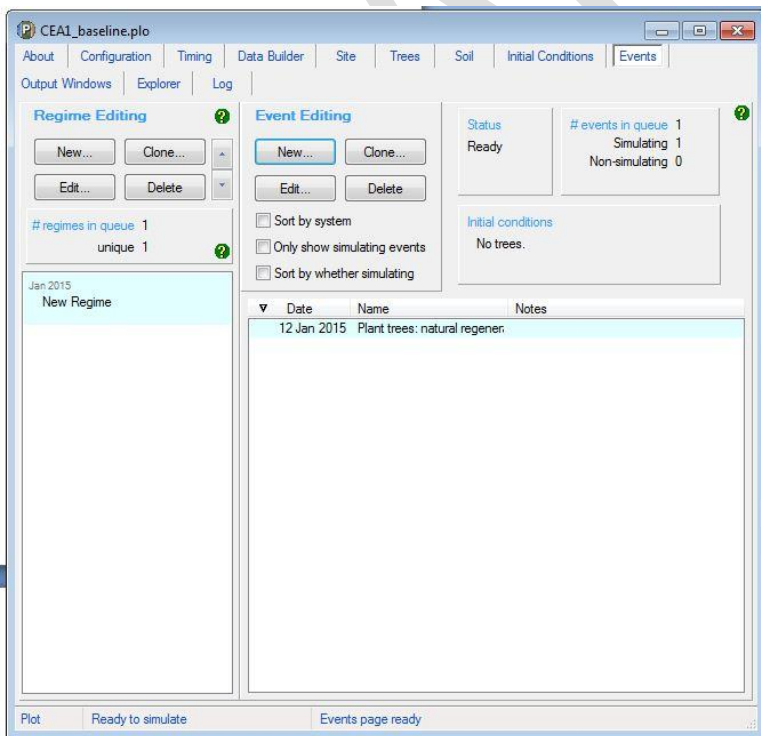 CEA1_baseline.plo
About Configuration Timing Data Builder Site Trees Soil Initial Conditions Events
Output Windows Explorer Log
Regime Editing
New... Clone...
Edit... Delete
# regimes in queue 1
unique 1
Jan 2015
New Regime
Event Editing
New... Clone...
Edit... Delete
Sort by system
Only show simulating events
Sort by whether simulating
Status
Ready
# events in queue 1
Simulating 1
Non-simulating 0
Initial conditions
No trees.
Date Name Notes
12 Jan 2015 Plant trees: natural regener
Plot Ready to simulate Events page ready